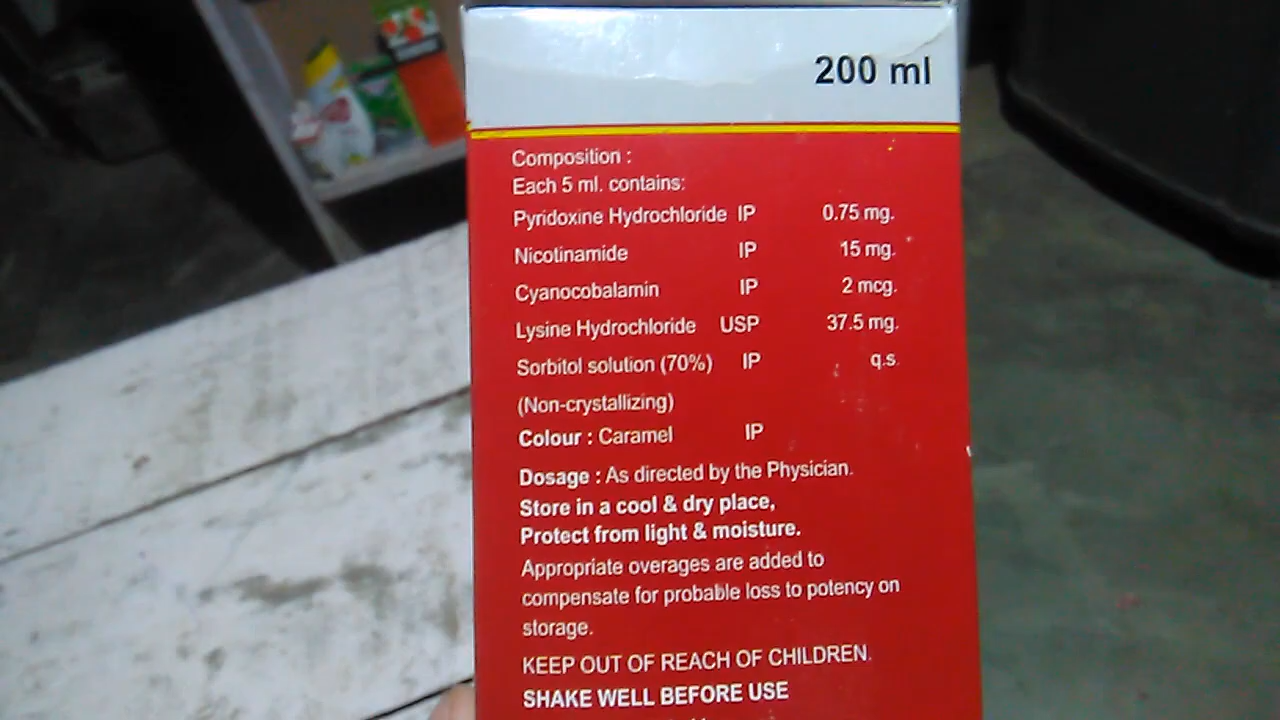 200 ml
Composition :
Each 5 ml. contains:
Pyridoxine Hydrochloride IP 0.75 mg.
Nicotinamide IP 15 mg.
Cyanocobalamin IP 2 mcg.
Lysine Hydrochloride USP 37.5 mg.
Sorbitol solution (70%) IP q.s.
(Non-crystallizing)
Colour : Caramel IP
Dosage : As directed by the Physician.
Store in a cool & dry place,
Protect from light & moisture.
Appropriate overages are added to
compensate for probable loss to potency on
storage.
KEEP OUT OF REACH OF CHILDREN.
SHAKE WELL BEFORE USE